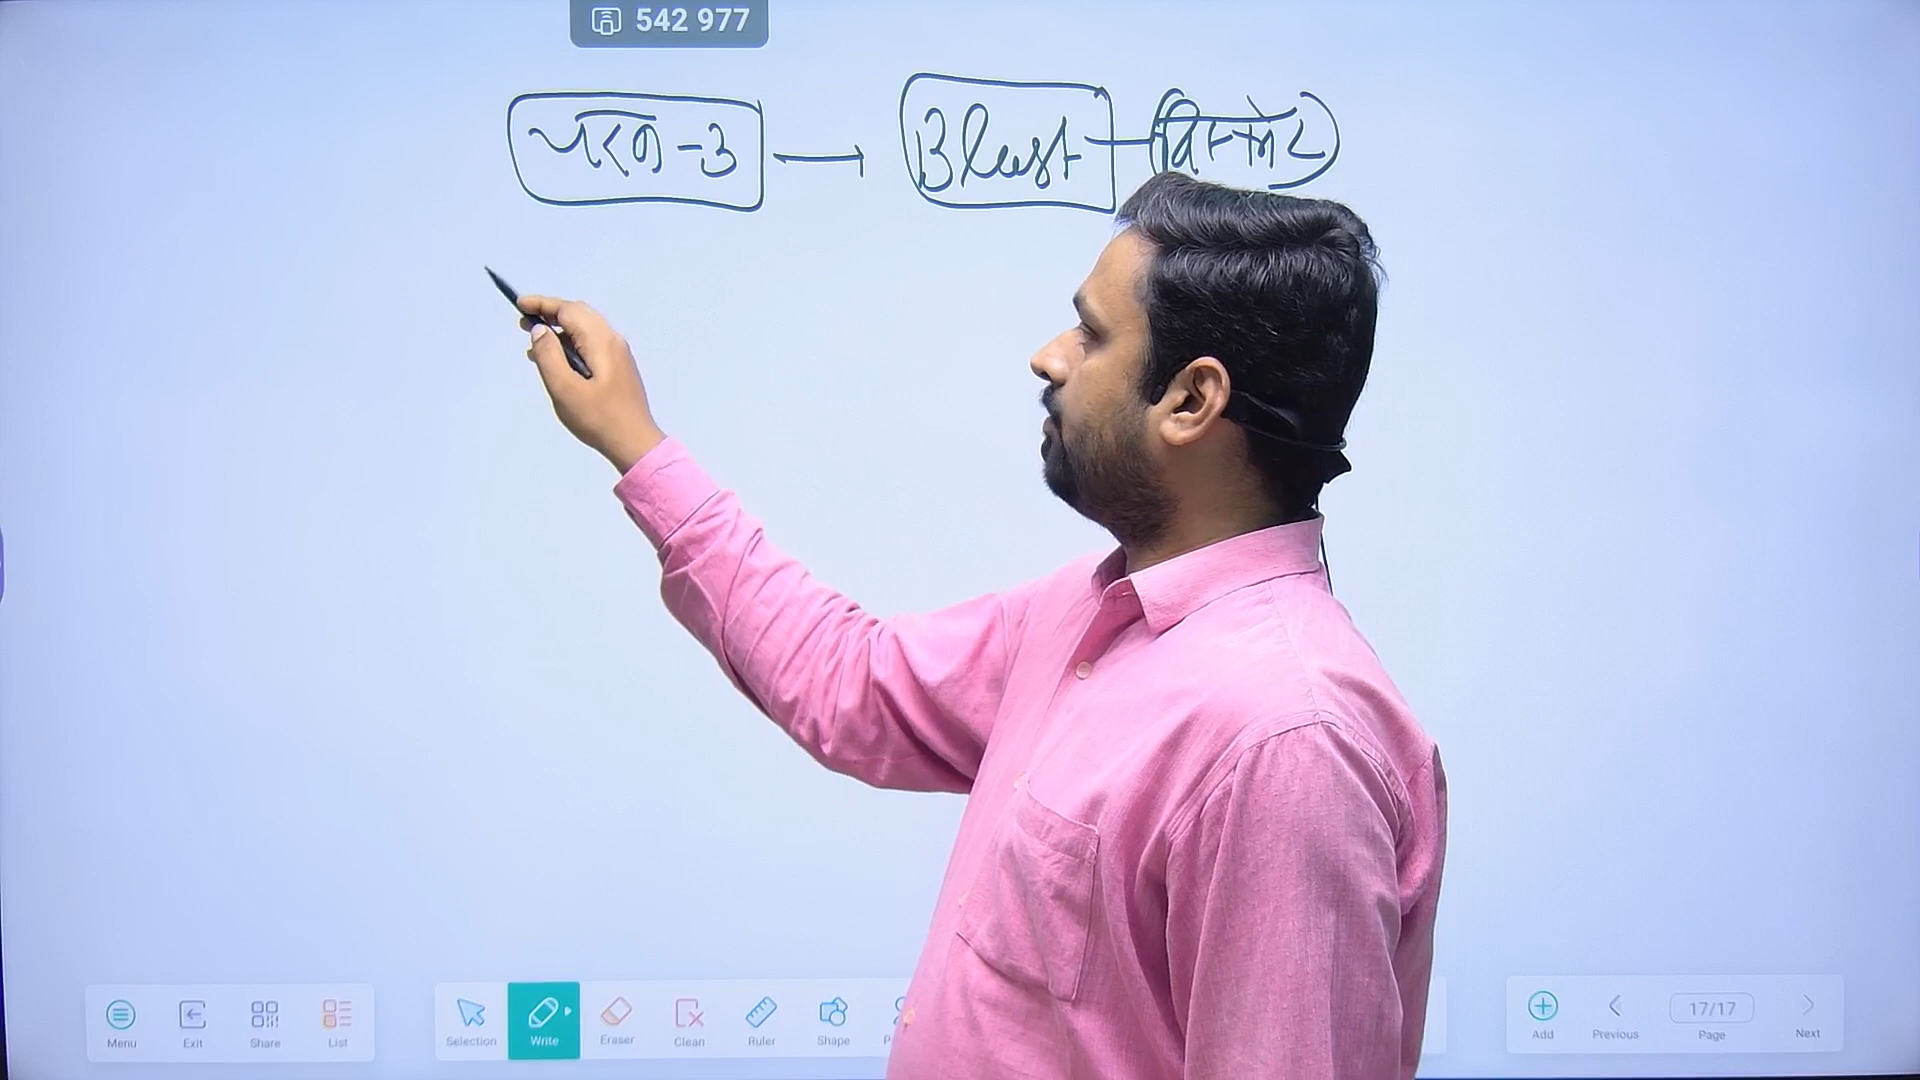 542 977
चरण-3 → Blast - (विस्फोट)
Menu Exit Share List Selection Write Eraser Clean Ruler Shape Add Previous 17/17 Page Next